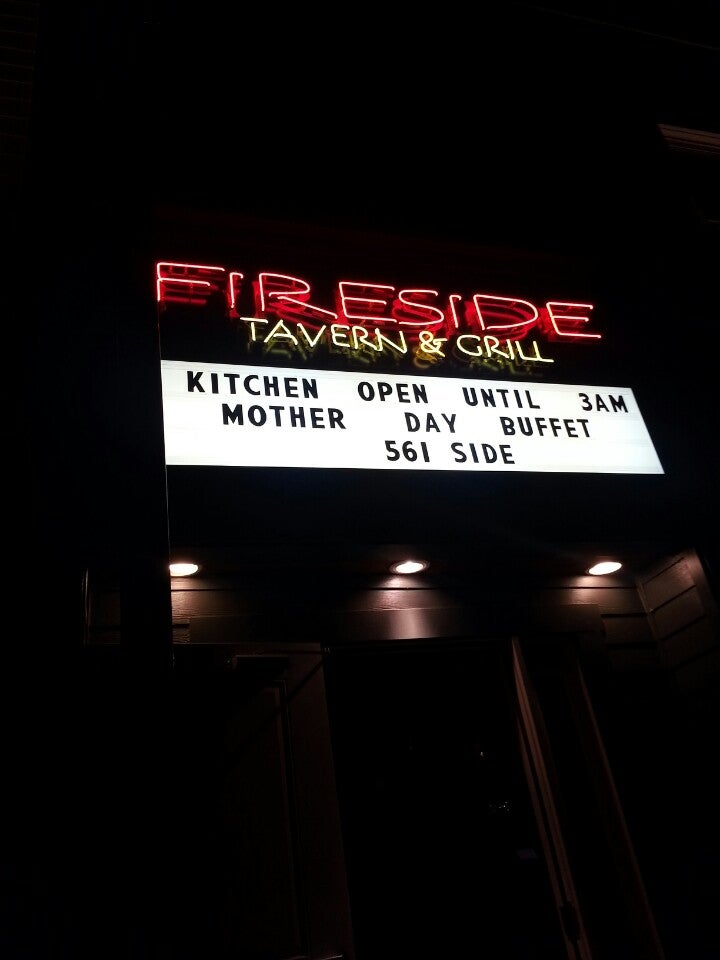 FIRESIDE
TAVERN & GRILL
KITCHEN OPEN UNTIL 3AM
MOTHER DAY BUFFET
561 SIDE